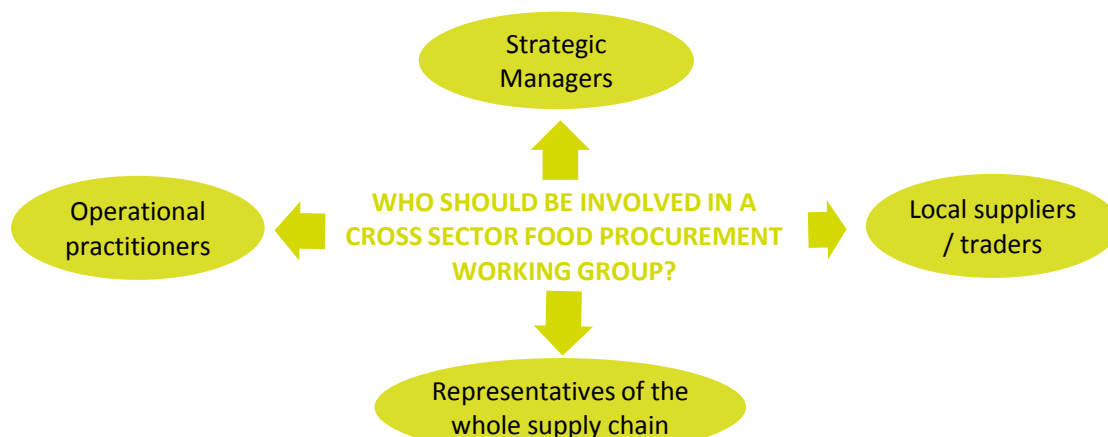 Strategic
Managers
WHO SHOULD BE INVOLVED IN A
CROSS SECTOR FOOD PROCUREMENT
WORKING GROUP?
Operational
practitioners
Local suppliers
/ traders
Representatives of the
whole supply chain